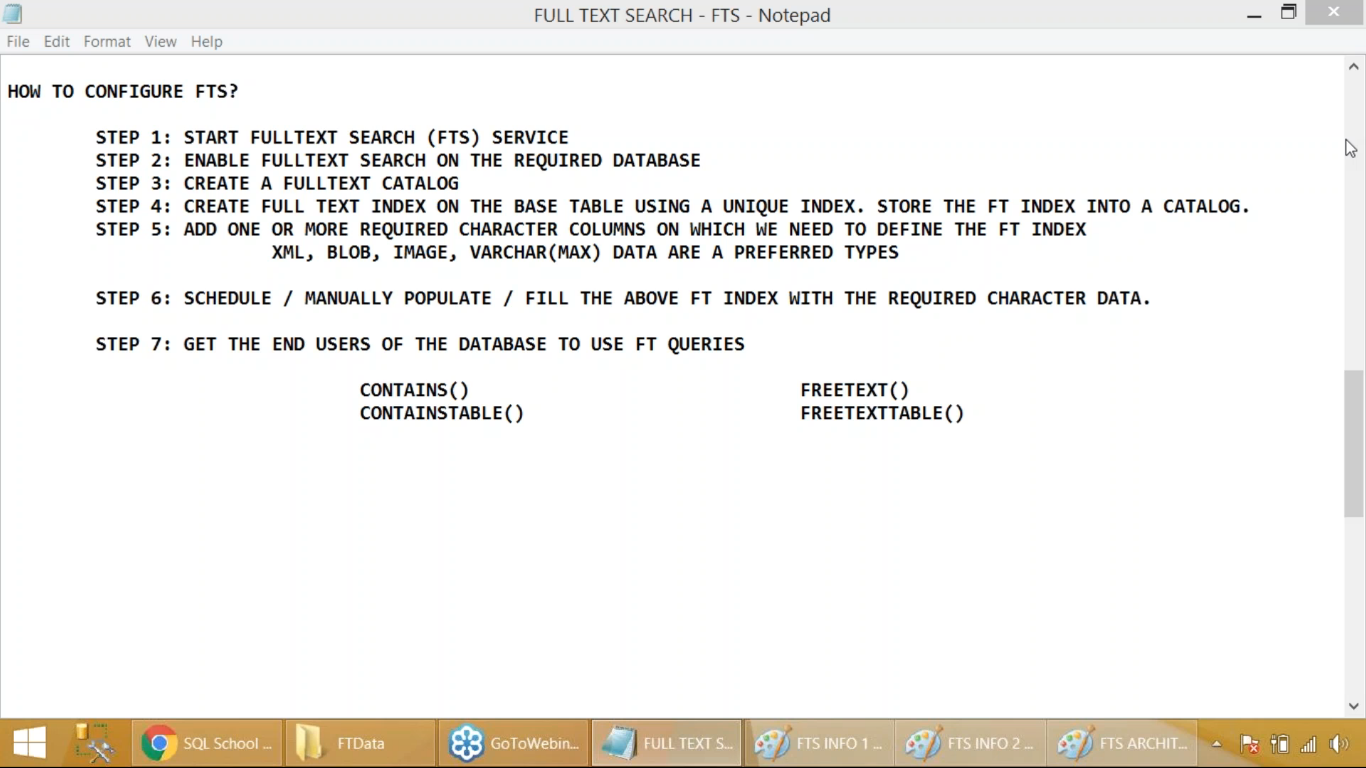 FULL TEXT SEARCH - FTS - Notepad
File Edit Format View Help
HOW TO CONFIGURE FTS?
STEP 1: START FULLTEXT SEARCH (FTS) SERVICE
STEP 2: ENABLE FULLTEXT SEARCH ON THE REQUIRED DATABASE
STEP 3: CREATE A FULLTEXT CATALOG
STEP 4: CREATE FULL TEXT INDEX ON THE BASE TABLE USING A UNIQUE INDEX. STORE THE FT INDEX INTO A CATALOG.
STEP 5: ADD ONE OR MORE REQUIRED CHARACTER COLUMNS ON WHICH WE NEED TO DEFINE THE FT INDEX
XML, BLOB, IMAGE, VARCHAR(MAX) DATA ARE A PREFERRED TYPES
STEP 6: SCHEDULE / MANUALLY POPULATE / FILL THE ABOVE FT INDEX WITH THE REQUIRED CHARACTER DATA.
STEP 7: GET THE END USERS OF THE DATABASE TO USE FT QUERIES
CONTAINS() FREETEXT()
CONTAINSTABLE() FREETEXTTABLE()
SQL School ... FTData GoToWebin... FULL TEXT S... FTS INFO 1 ... FTS INFO 2 ... FTS ARCHIT...